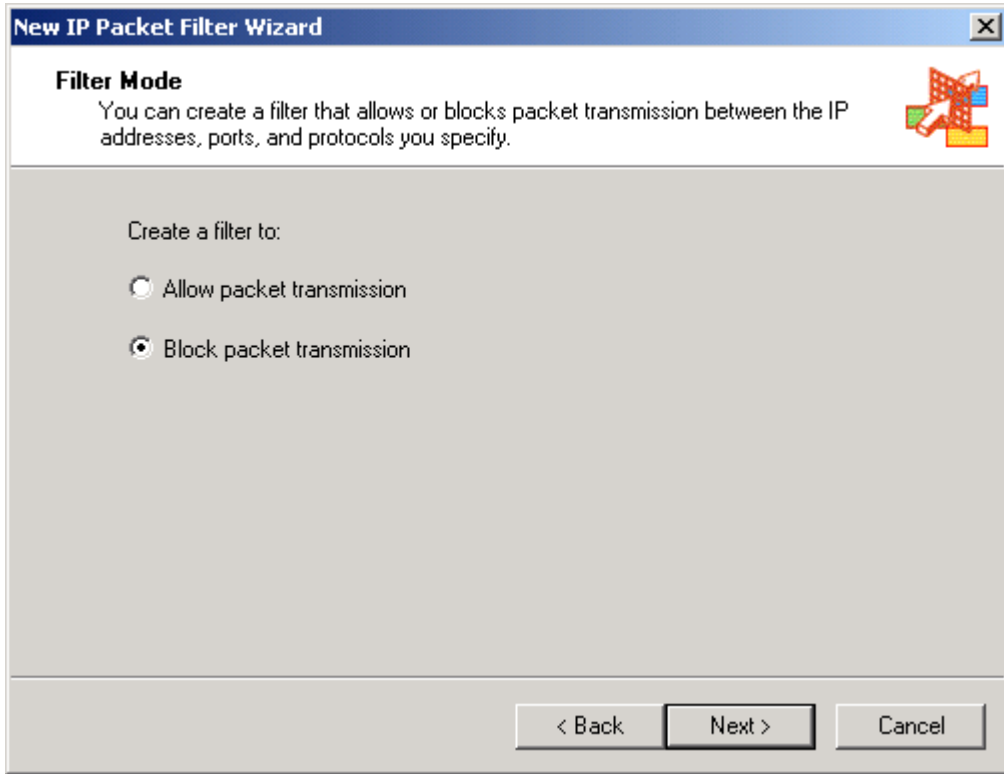 New IP Packet Filter Wizard
Filter Mode
You can create a filter that allows or blocks packet transmission between the IP
addresses, ports, and protocols you specify.
Create a filter to:
Allow packet transmission
Block packet transmission
< Back
Next >
Cancel